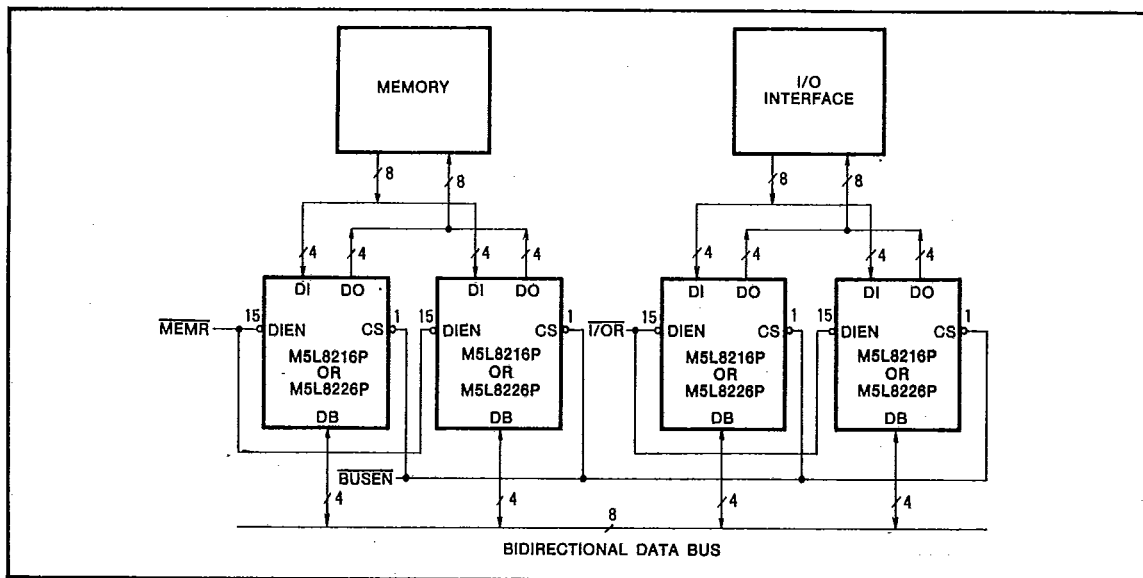 MEMORY
I/O
INTERFACE
8
8
8
8
4
4
4
4
4
4
4
4
DI DO
DI DO
DI DO
DI DO
MEMR
15
DIEN
CS
1
15
DIEN
CS
1
I/OR
15
DIEN
CS
1
15
DIEN
CS
1
M5L8216P
OR
M5L8226P
M5L8216P
OR
M5L8226P
M5L8216P
OR
M5L8226P
M5L8216P
OR
M5L8226P
DB
DB
DB
DB
BUSEN
4
4
4
4
8
BIDIRECTIONAL DATA BUS